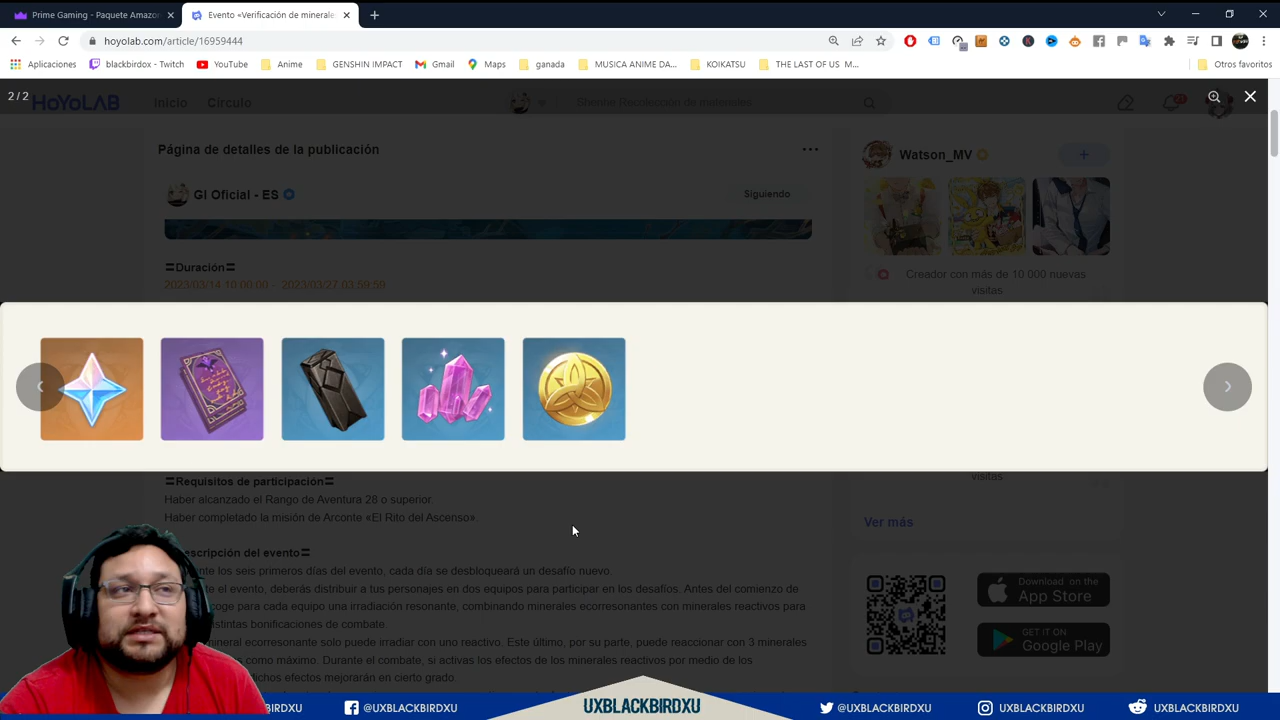 Prime Gaming - Paquete Amazon
Evento «Verificación de minerale
hoyolab.com/article/16959444
Aplicaciones
blackbirdox - Twitch
YouTube
Anime
GENSHIN IMPACT
Gmail
Maps
ganada
MUSICA ANIME DA...
KOIKATSU
THE LAST OF US M...
Otros favoritos
2 / 2
HoYoLAB
Inicio
Círculo
Página de detalles de la publicación
GI Oficial - ES
Siguiendo
Watson_MV
Creador con más de 10 000 nuevas
visitas
〓Duración〓
2023/03/14 10:00:00 - 2023/03/27 03:59:59
visitas
〓Requisitos de participación〓
Haber alcanzado el Rango de Aventura 28 o superior.
Haber completado la misión de Arconte «El Rito del Ascenso».
Ver más
escripción del evento〓
los seis primeros días del evento, cada día se desbloqueará un desafío nuevo.
el evento, deberás distribuir a tus personajes en dos equipos para participar en los desafíos. Antes del comienzo de
para cada equipo una irradiación resonante, combinando minerales ecorresonantes con minerales reactivos para
bonificaciones de combate.
mineral ecorresonante solo puede irradiar con uno reactivo. Este último, por su parte, puede reaccionar con 3 minerales
como máximo. Durante el combate, si activas los efectos de los minerales reactivos por medio de los
dichos efectos mejorarán en cierto grado
Download on the
App Store
GET IT ON
Google Play
@UXBLACKBIRDXU
UXBLACKBIRDXU
@UXBLACKBIRDXU
UXBLACKBIRDXU
UXBLACKBIRDXU